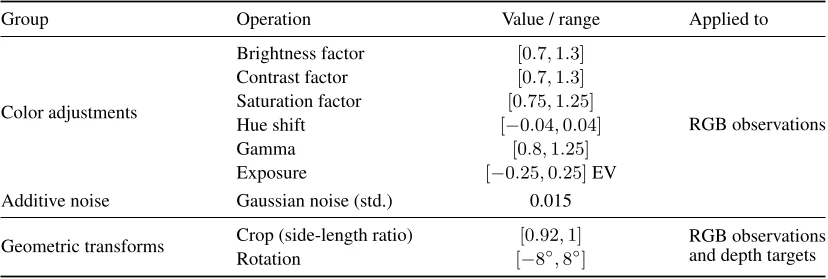 Group Operation Value / range Applied to
Brightness factor [0.7, 1.3]
Contrast factor [0.7, 1.3]
Saturation factor [0.75, 1.25]
Color adjustments
Hue shift [−0.04, 0.04] RGB observations
Gamma [0.8, 1.25]
Exposure [−0.25, 0.25] EV
Additive noise Gaussian noise (std.) 0.015
Geometric transforms
Crop (side-length ratio) [0.92, 1] RGB observations
Rotation [−8°, 8°] and depth targets